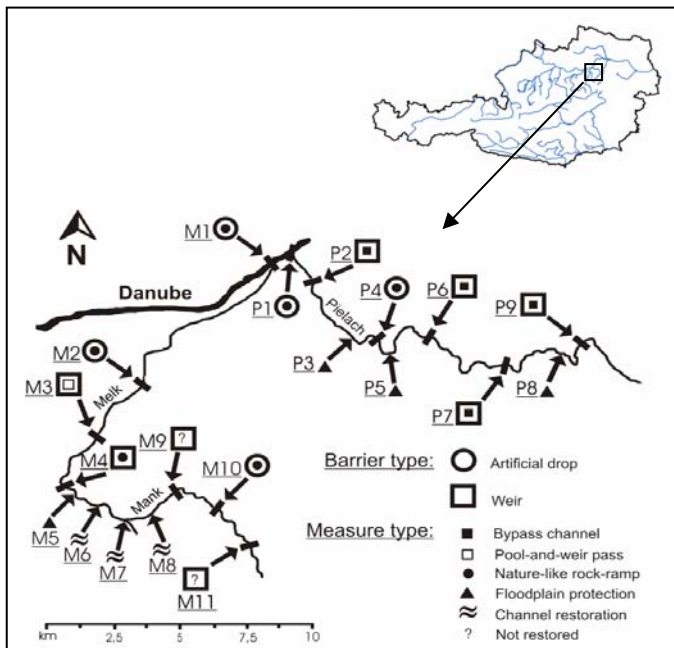 M1
P2
N
Danube
P1
Pielach
P4
P6
P9
M2
P3
P5
P7
P8
M3
Melk
M4
M9
M10
Mank
M5
M6
M7
M8
M11
?
?
Barrier type:
Artificial drop
Weir
Measure type:
Bypass channel
Pool-and-weir pass
Nature-like rock-ramp
Floodplain protection
Channel restoration
? Not restored
km 2,5 5 7,5 10